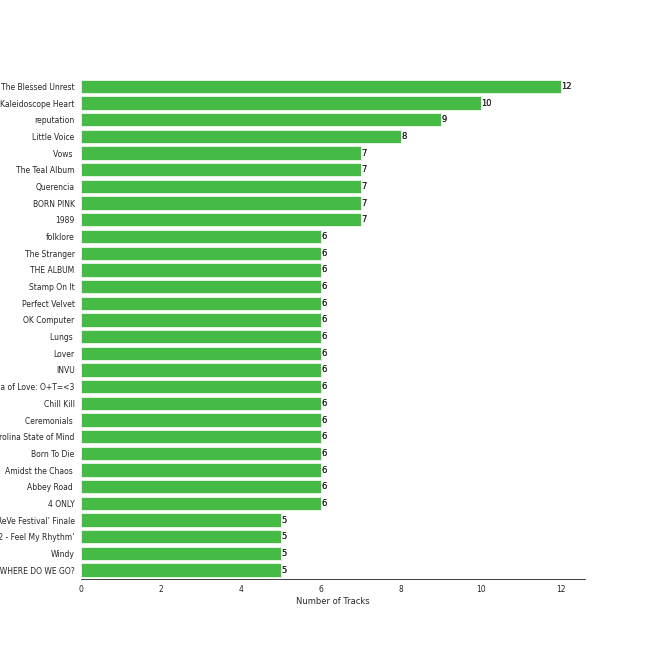 The Blessed Unrest 12
Kaleidoscope Heart 10
reputation 9
Little Voice 8
Vows 7
The Teal Album 7
Querencia 7
BORN PINK 7
1989 7
folklore 6
The Stranger 6
THE ALBUM 6
Stamp On It 6
Perfect Velvet 6
OK Computer 6
Lungs 6
Lover 6
INVU 6
a of Love: O+T=<3 6
Chill Kill 6
Ceremonials 6
rolina State of Mind 6
Born To Die 6
Amidst the Chaos 6
Abbey Road 6
4 ONLY 6
ReVe Festival' Finale 5
2 - Feel My Rhythm' 5
Windy 5
WHERE DO WE GO? 5
0 2 4 6 8 10 12
Number of Tracks